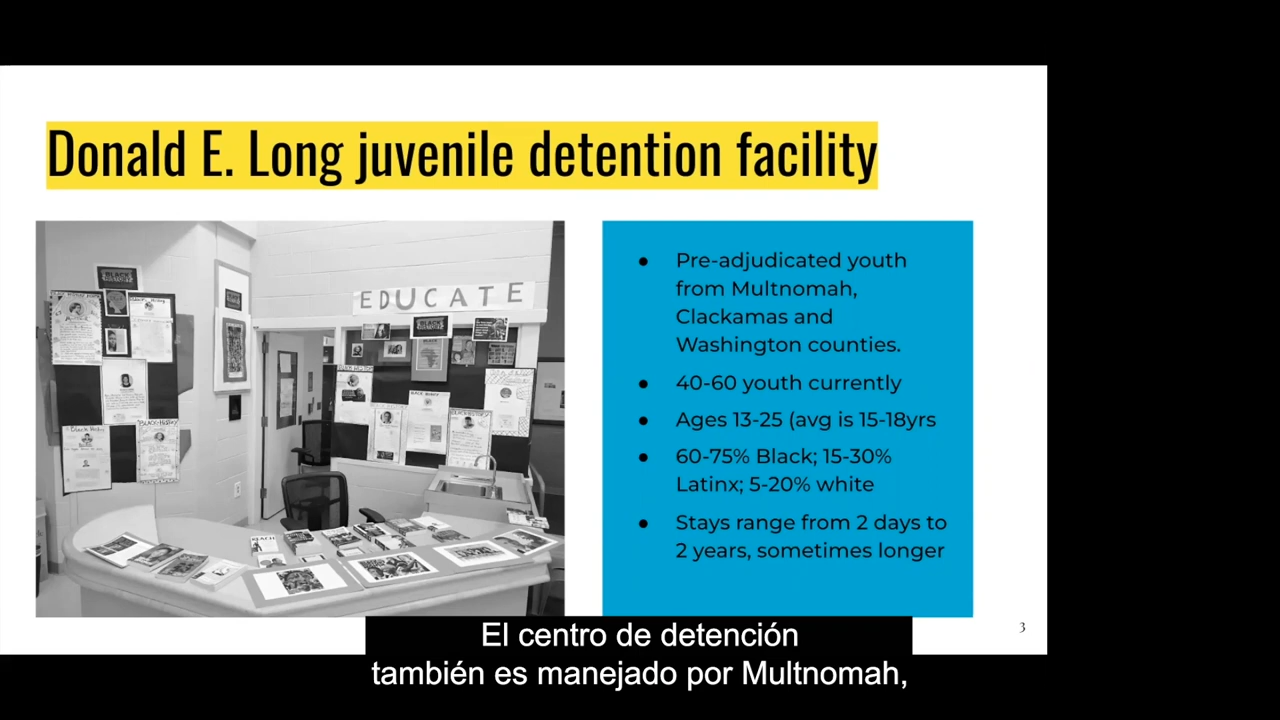 Donald E. Long juvenile detention facility
EDUCATE
● Pre-adjudicated youth
from Multnomah,
Clackamas and
Washington counties.
● 40-60 youth currently
● Ages 13-25 (avg is 15-18yrs
● 60-75% Black; 15-30%
Latinx; 5-20% white
● Stays range from 2 days to
2 years, sometimes longer
3
El centro de detención
también es manejado por Multnomah,